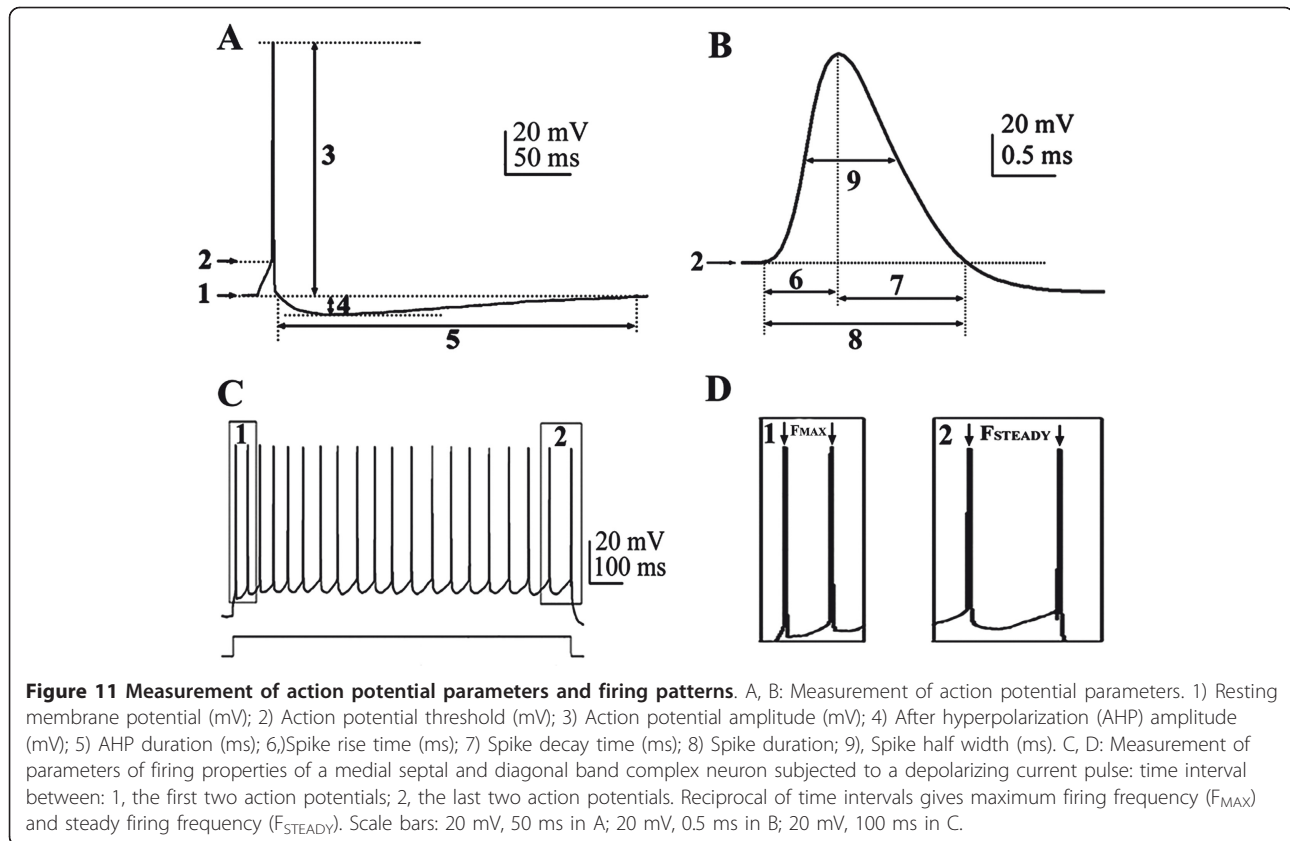 A
3
20 mV
50 ms
2
1
4
5
B
20 mV
0.5 ms
9
2
6
7
8
C
1
2
20 mV
100 ms
D
1 FMAX
2 FSTEADY
Figure 11 Measurement of action potential parameters and firing patterns. A, B: Measurement of action potential parameters. 1) Resting
membrane potential (mV); 2) Action potential threshold (mV); 3) Action potential amplitude (mV); 4) After hyperpolarization (AHP) amplitude
(mV); 5) AHP duration (ms); 6,)Spike rise time (ms); 7) Spike decay time (ms); 8) Spike duration; 9), Spike half width (ms). C, D: Measurement of
parameters of firing properties of a medial septal and diagonal band complex neuron subjected to a depolarizing current pulse: time interval
between: 1, the first two action potentials; 2, the last two action potentials. Reciprocal of time intervals gives maximum firing frequency (FMAX)
and steady firing frequency (FSTEADY). Scale bars: 20 mV, 50 ms in A; 20 mV, 0.5 ms in B; 20 mV, 100 ms in C.